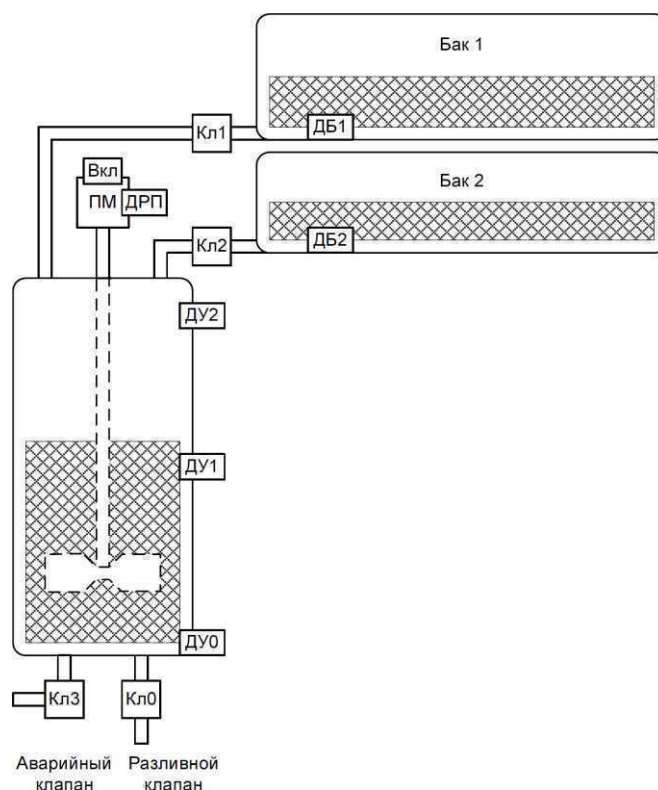 Бак 1
Кл1
ДБ1
Вкл
ПМ
ДРП
Бак 2
Кл2
ДБ2
ДУ2
ДУ1
ДУ0
Кл3
Кл0
Аварийный
клапан
Разливной
клапан